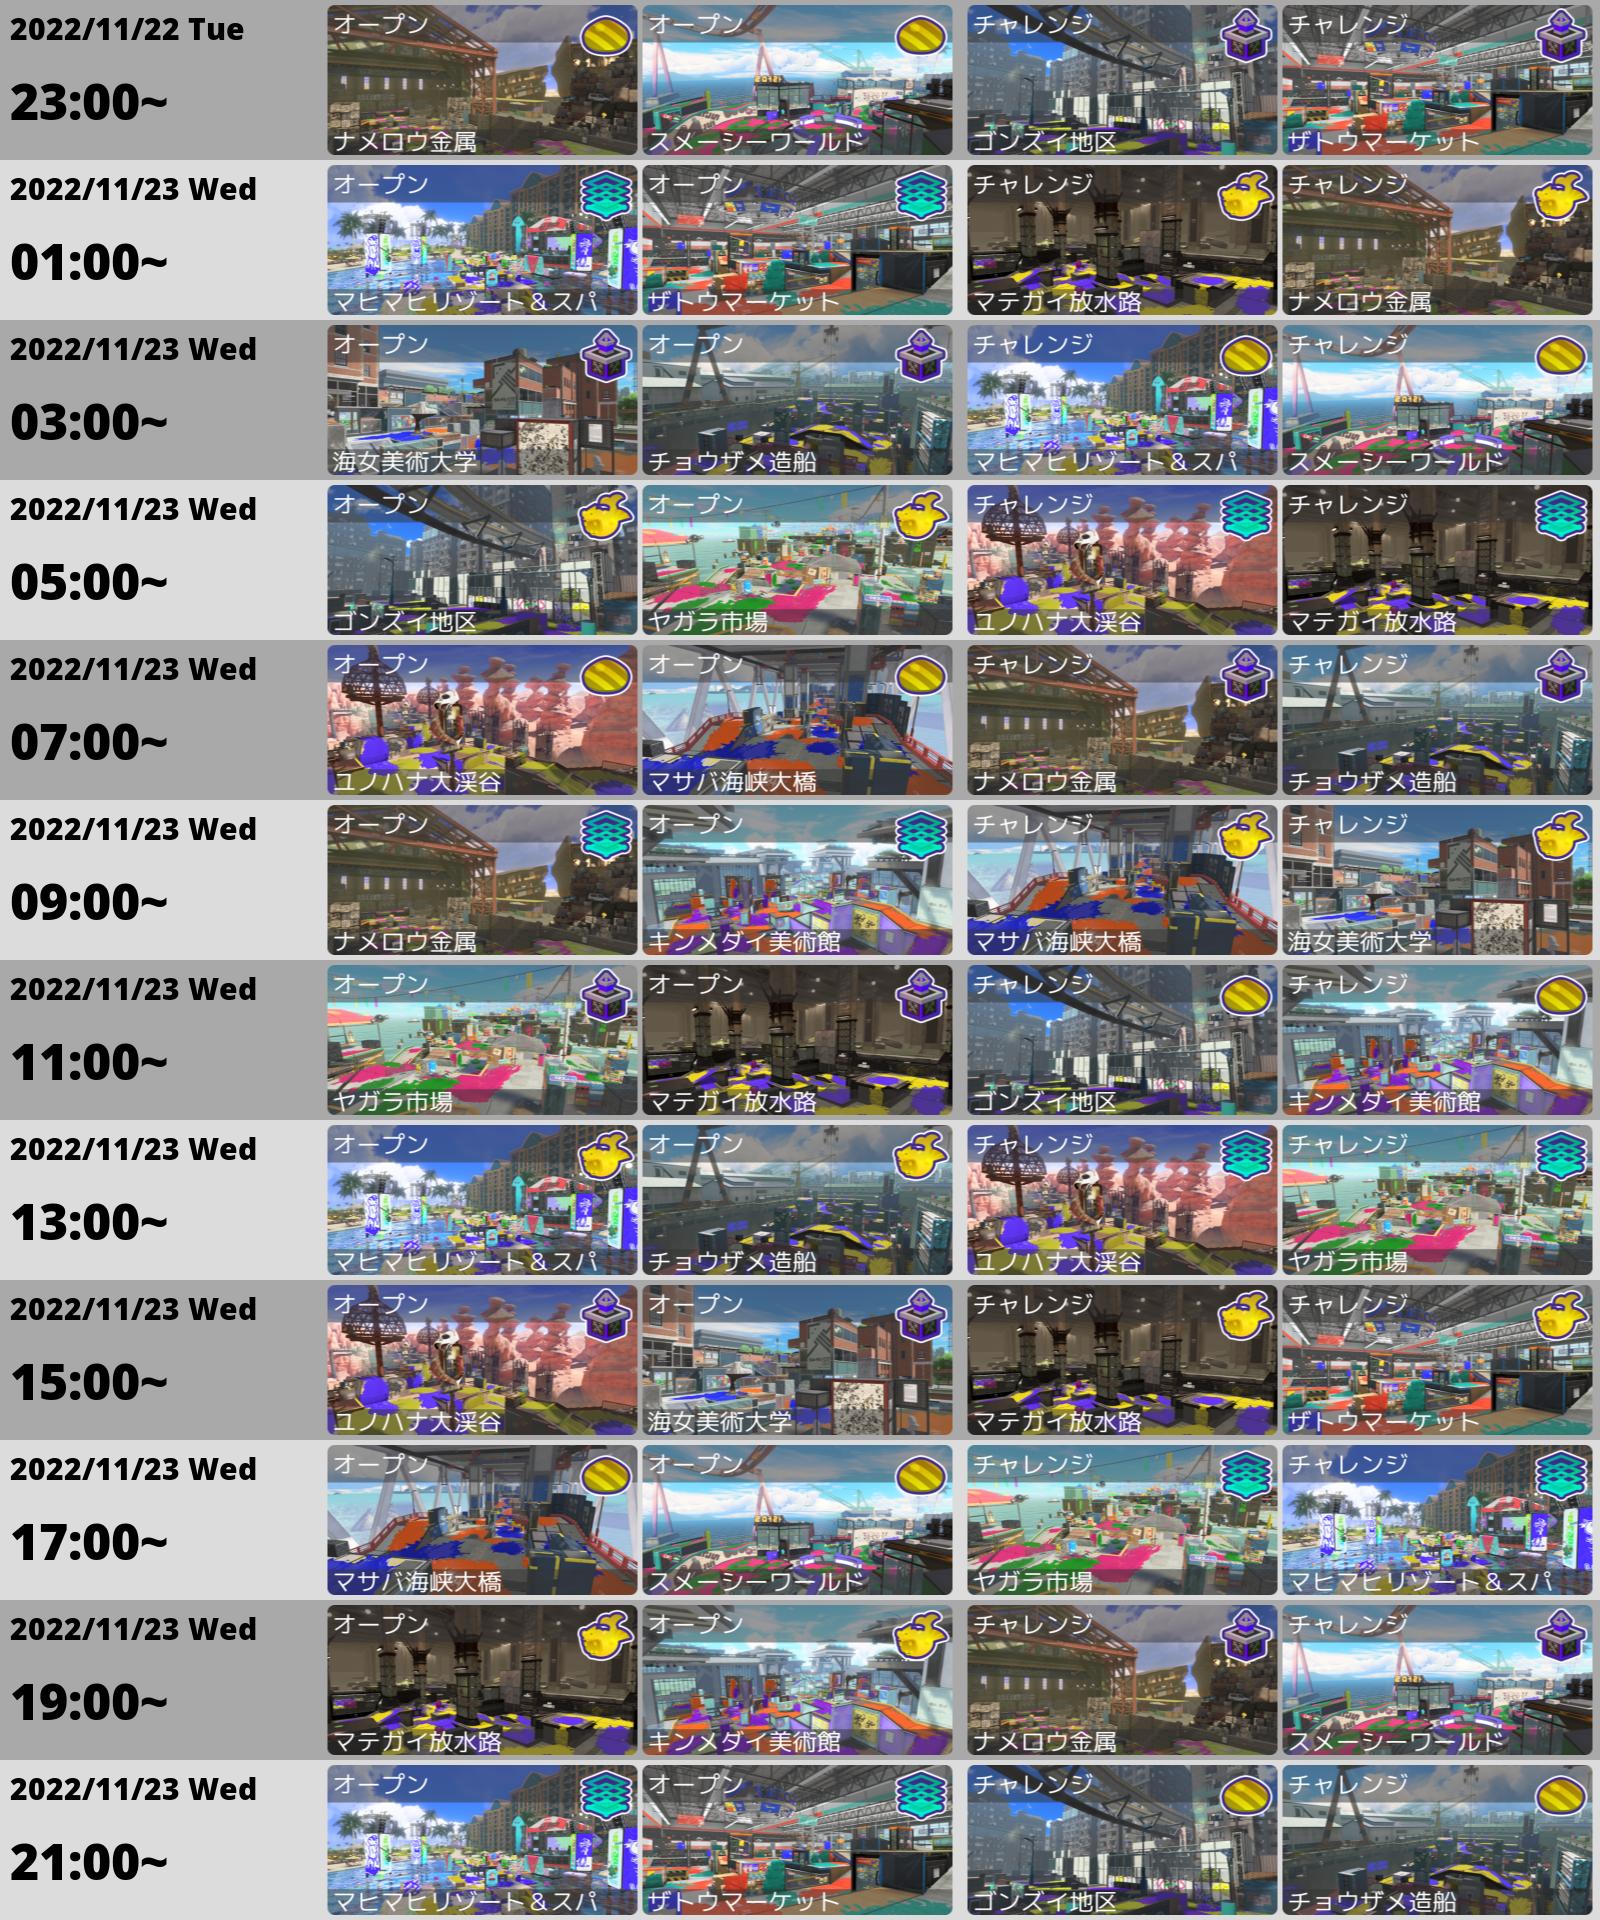 2022/11/22 Tue
23:00~
オープン
ナメロウ金属
オープン
スメーシーワールド
チャレンジ
ゴンズイ地区
チャレンジ
ザトウマーケット
2022/11/23 Wed
01:00~
オープン
マヒマヒリゾート＆スパ
オープン
ザトウマーケット
チャレンジ
マテガイ放水路
チャレンジ
ナメロウ金属
2022/11/23 Wed
03:00~
オープン
海女美術大学
オープン
チョウザメ造船
チャレンジ
マヒマヒリゾート＆スパ
チャレンジ
スメーシーワールド
2022/11/23 Wed
05:00~
オープン
ゴンズイ地区
オープン
ヤガラ市場
チャレンジ
ユノハナ大渓谷
チャレンジ
マテガイ放水路
2022/11/23 Wed
07:00~
オープン
ユノハナ大渓谷
オープン
マサバ海峡大橋
チャレンジ
ナメロウ金属
チャレンジ
チョウザメ造船
2022/11/23 Wed
09:00~
オープン
ナメロウ金属
オープン
キンメダイ美術館
チャレンジ
マサバ海峡大橋
チャレンジ
海女美術大学
2022/11/23 Wed
11:00~
オープン
ヤガラ市場
オープン
マテガイ放水路
チャレンジ
ゴンズイ地区
チャレンジ
キンメダイ美術館
2022/11/23 Wed
13:00~
オープン
マヒマヒリゾート＆スパ
オープン
チョウザメ造船
チャレンジ
ユノハナ大渓谷
チャレンジ
ヤガラ市場
2022/11/23 Wed
15:00~
オープン
ユノハナ大渓谷
オープン
海女美術大学
チャレンジ
マテガイ放水路
チャレンジ
ザトウマーケット
2022/11/23 Wed
17:00~
オープン
マサバ海峡大橋
オープン
スメーシーワールド
チャレンジ
ヤガラ市場
チャレンジ
マヒマヒリゾート＆スパ
2022/11/23 Wed
19:00~
オープン
マテガイ放水路
オープン
キンメダイ美術館
チャレンジ
ナメロウ金属
チャレンジ
スメーシーワールド
2022/11/23 Wed
21:00~
オープン
マヒマヒリゾート＆スパ
オープン
ザトウマーケット
チャレンジ
ゴンズイ地区
チャレンジ
チョウザメ造船